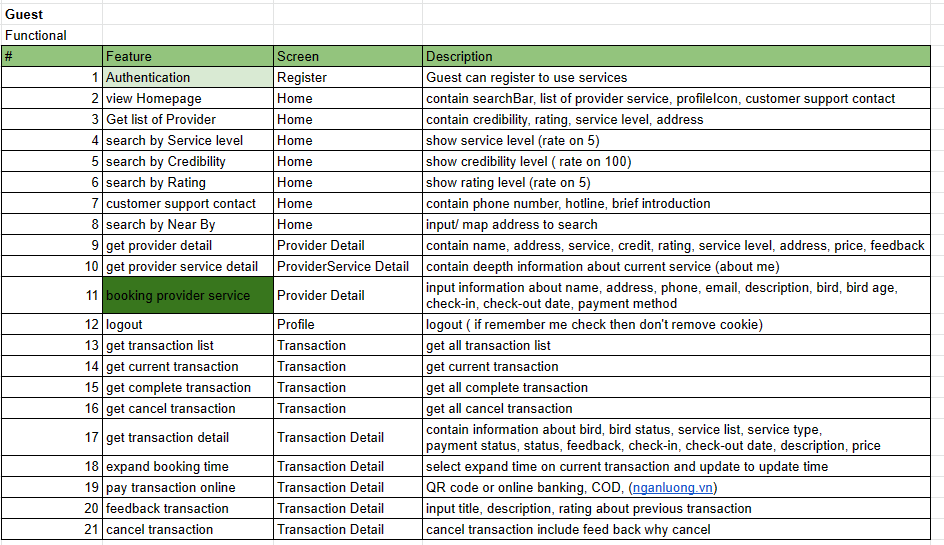 Guest
Functional
# Feature Screen Description
1 Authentication Register Guest can register to use services
2 view Homepage Home contain searchBar, list of provider service, profileIcon, customer support contact
3 Get list of Provider Home contain credibility, rating, service level, address
4 search by Service level Home show service level (rate on 5)
5 search by Credibility Home show credibility level ( rate on 100)
6 search by Rating Home show rating level (rate on 5)
7 customer support contact Home contain phone number, hotline, brief introduction
8 search by Near By Home input/ map address to search
9 get provider detail Provider Detail contain name, address, service, credit, rating, service level, address, price, feedback
10 get provider service detail ProviderService Detail contain deepth information about current service (about me)
11 booking provider service Provider Detail input information about name, address, phone, email, description, bird, bird age,
check-in, check-out date, payment method
12 logout Profile logout ( if remember me check then don't remove cookie)
13 get transaction list Transaction get all transaction list
14 get current transaction Transaction get current transaction
15 get complete transaction Transaction get all complete transaction
16 get cancel transaction Transaction get all cancel transaction
17 get transaction detail Transaction Detail contain information about bird, bird status, service list, service type,
payment status, status, feedback, check-in, check-out date, description, price
18 expand booking time Transaction Detail select expand time on current transaction and update to update time
19 pay transaction online Transaction Detail QR code or online banking, COD, (nganluong.vn)
20 feedback transaction Transaction Detail input title, description, rating about previous transaction
21 cancel transaction Transaction Detail cancel transaction include feed back why cancel